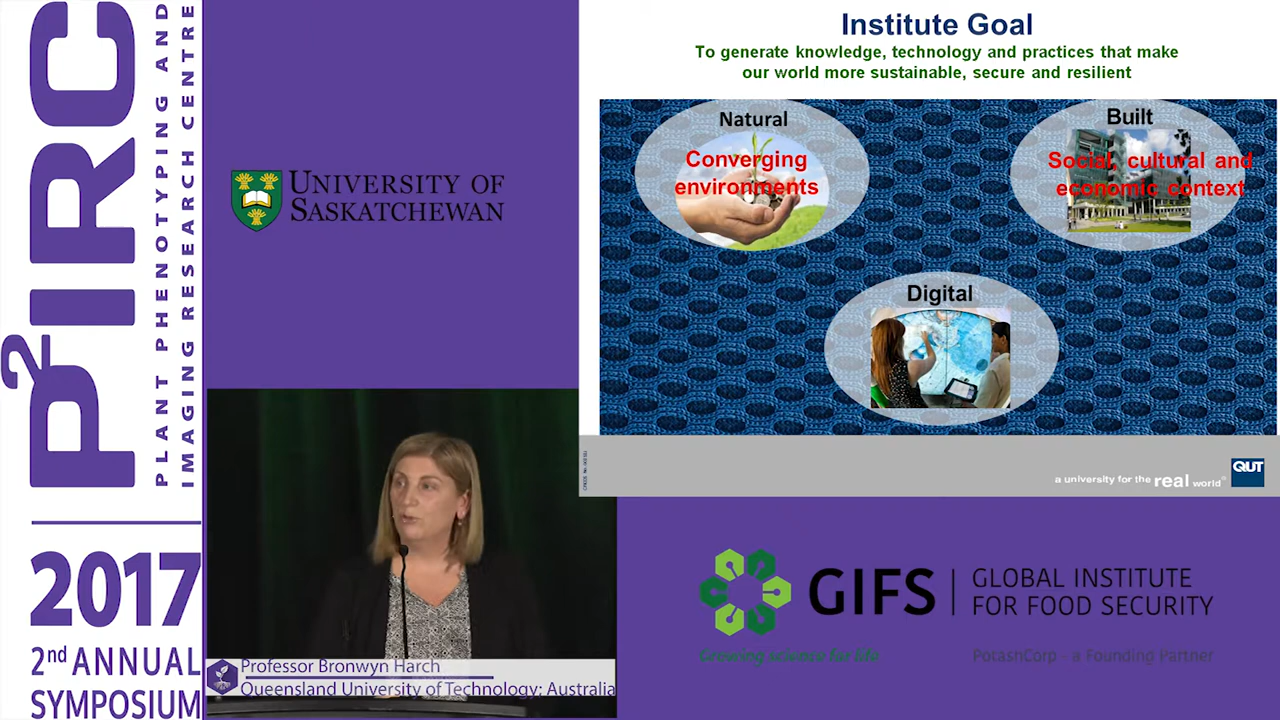 P²IRC
PLANT PHENOTYPING AND
IMAGING RESEARCH CENTRE
2017
2nd ANNUAL
SYMPOSIUM
UNIVERSITY OF
SASKATCHEWAN
Professor Bronwyn Harch
Queensland University of Technology; Australia
Institute Goal
To generate knowledge, technology and practices that make
our world more sustainable, secure and resilient
Natural
Converging
environments
Built
Social, cultural and
economic context
Digital
a university for the real world
QUT
GIFS
GLOBAL INSTITUTE
FOR FOOD SECURITY
Growing science for life
PotashCorp - a Founding Partner